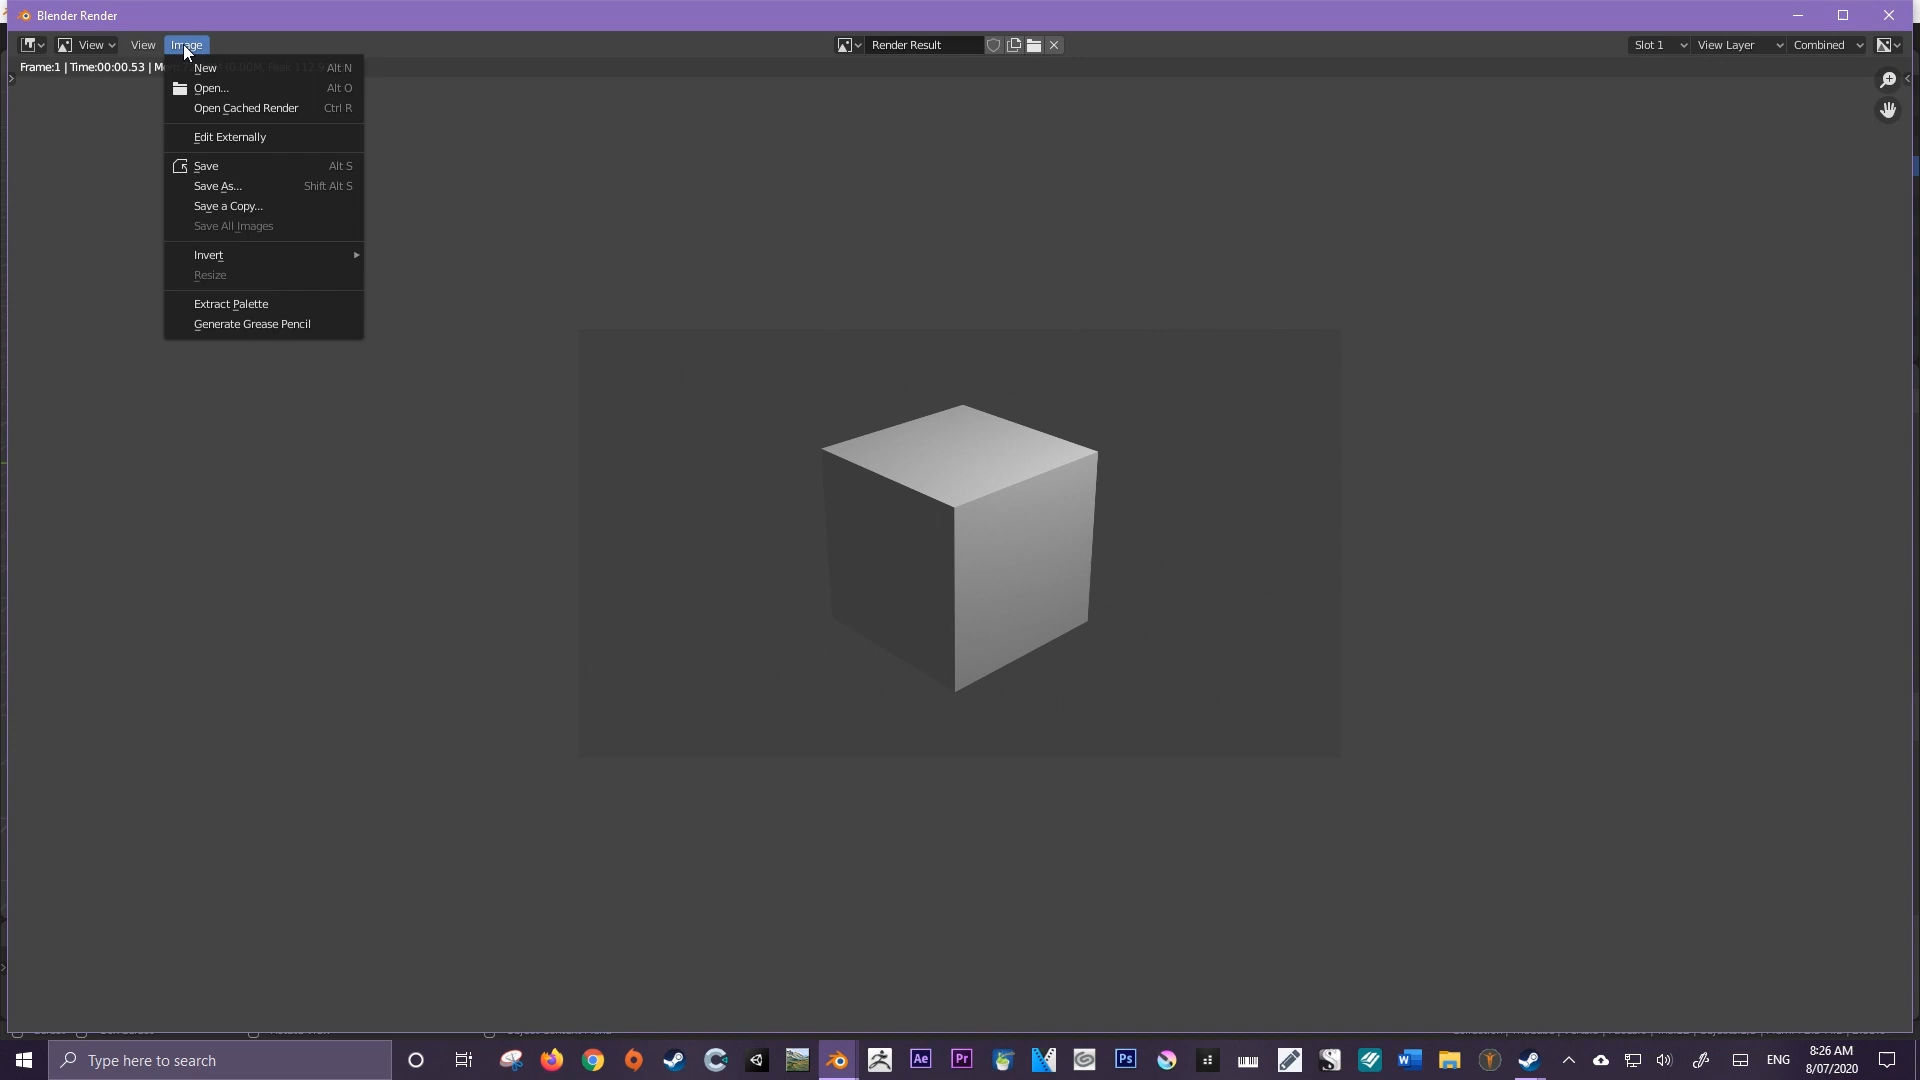 Blender Render
View View Image
Render Result
Slot 1 View Layer Combined
Frame:1 | Time:00:00.53 |
New Alt N
Open... Alt O
Open Cached Render Ctrl R
Edit Externally
Save Alt S
Save As... Shift Alt S
Save a Copy...
Save All Images
Invert
Resize
Extract Palette
Generate Grease Pencil
Type here to search
Ae
Pr
Ps
ENG
8:26 AM
8/07/2020